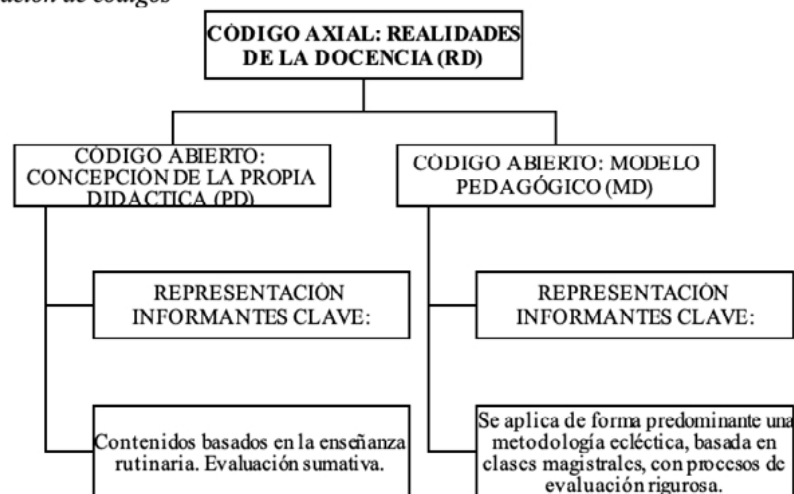 ación de códigos
CÓDIGO AXIAL: REALIDADES
DE LA DOCENCIA (RD)
CÓDIGO ABIERTO:
CONCEPCIÓN DE LA PROPIA
DIDACTICA (PD)
CÓDIGO ABIERTO: MODELO
PEDAGÓGICO (MD)
REPRESENTACIÓN
INFORMANTES CLAVE:
REPRESENTACIÓN
INFORMANTES CLAVE:
Contenidos basados en la enseñanza
rutinaria. Evaluación sumativa.
Se aplica de forma predominante una
metodología ecléctica, basada en
clases magistrales, con procesos de
evaluación rigurosa.